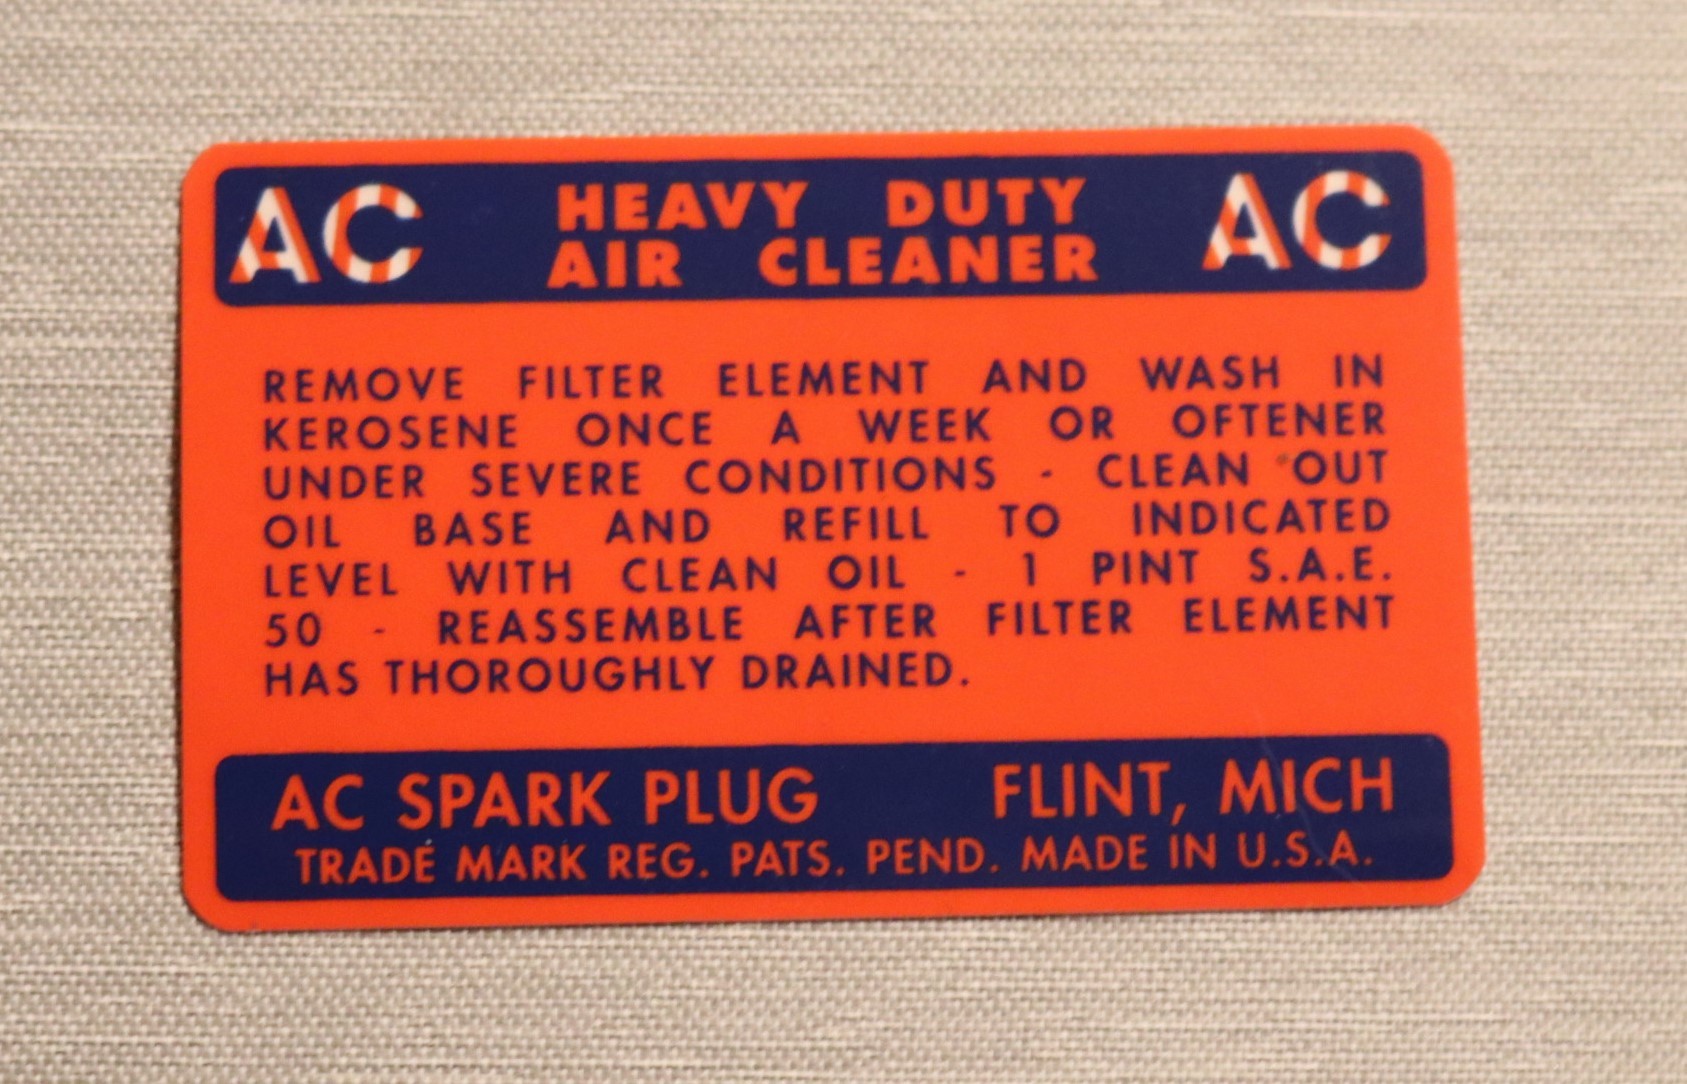 AC HEAVY DUTY AC
AIR CLEANER
REMOVE FILTER ELEMENT AND WASH IN
KEROSENE ONCE A WEEK OR OFTENER
UNDER SEVERE CONDITIONS - CLEAN OUT
OIL BASE AND REFILL TO INDICATED
LEVEL WITH CLEAN OIL - 1 PINT S.A.E.
50 - REASSEMBLE AFTER FILTER ELEMENT
HAS THOROUGHLY DRAINED.
AC SPARK PLUG FLINT, MICH
TRADE MARK REG. PATS. PEND. MADE IN U.S.A.